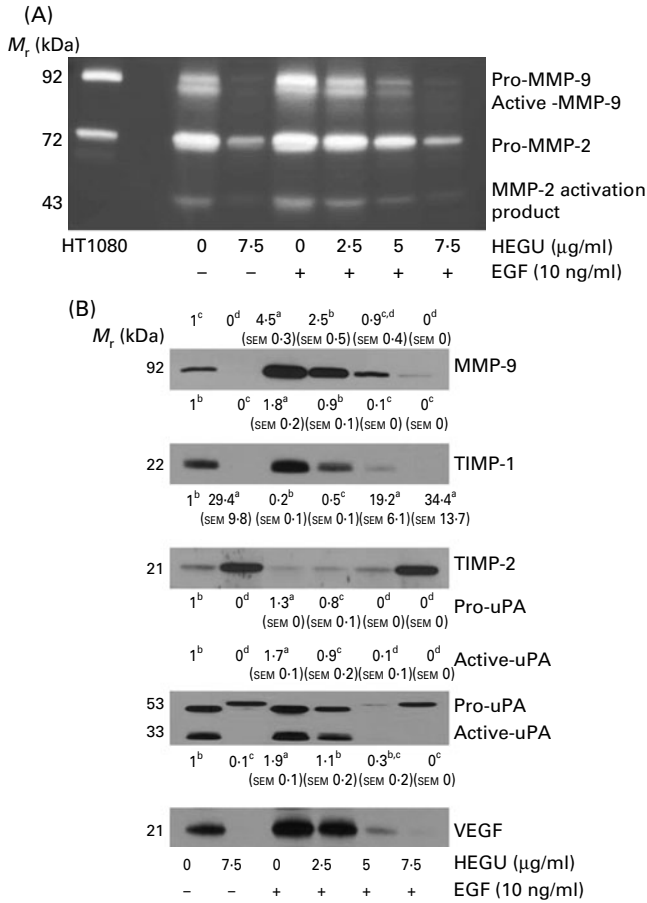 (A)
Mr (kDa)
92
Pro-MMP-9
Active -MMP-9
72
Pro-MMP-2
43
MMP-2 activation
product
HT1080 0 7·5 0 2·5 5 7·5 HEGU (μg/ml)
– – + + + + EGF (10 ng/ml)
(B)
1ᶜ 0ᵈ 4·5ᵃ 2·5ᵇ 0·9ᶜ,ᵈ 0ᵈ
Mr (kDa) (SEM 0·3)(SEM 0·5) (SEM 0·4) (SEM 0)
92 MMP-9
1ᵇ 0ᶜ 1·8ᵃ 0·9ᵇ 0·1ᶜ 0ᶜ
(SEM 0·2)(SEM 0·1)(SEM 0) (SEM 0)
22 TIMP-1
1ᵇ 29·4ᵃ 0·2ᵇ 0·5ᶜ 19·2ᵃ 34·4ᵃ
(SEM 9·8) (SEM 0·1) (SEM 0·1)(SEM 6·1)(SEM 13·7)
21 TIMP-2
1ᵇ 0ᵈ 1·3ᵃ 0·8ᶜ 0ᵈ 0ᵈ Pro-uPA
(SEM 0) (SEM 0·1)(SEM 0)(SEM 0)
1ᵇ 0ᵈ 1·7ᵃ 0·9ᶜ 0·1ᵈ 0ᵈ Active-uPA
(SEM 0·1)(SEM 0·2)(SEM 0·1)(SEM 0)
53 Pro-uPA
33 Active-uPA
1ᵇ 0·1ᶜ 1·9ᵃ 1·1ᵇ 0·3ᵇ,ᶜ 0ᶜ
(SEM 0·1)(SEM 0·2)(SEM 0·2)(SEM 0)
21 VEGF
0 7·5 0 2·5 5 7·5 HEGU (μg/ml)
– – + + + + EGF (10 ng/ml)